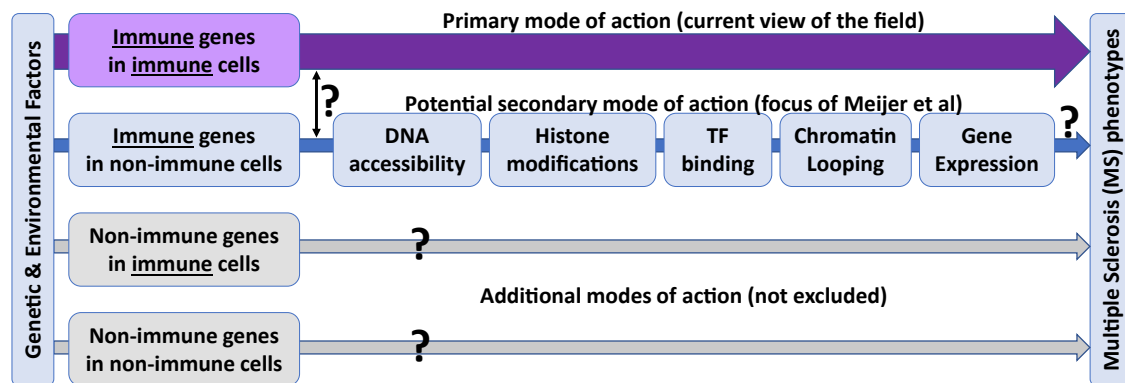 Genetic & Environmental Factors
Primary mode of action (current view of the field)
Immune genes
in immune cells
?
Potential secondary mode of action (focus of Meijer et al)
?
Immune genes
in non-immune cells
DNA
accessibility
Histone
modifications
TF
binding
Chromatin
Looping
Gene
Expression
Non-immune genes
in immune cells
?
Additional modes of action (not excluded)
Non-immune genes
in non-immune cells
?
Multiple Sclerosis (MS) phenotypes